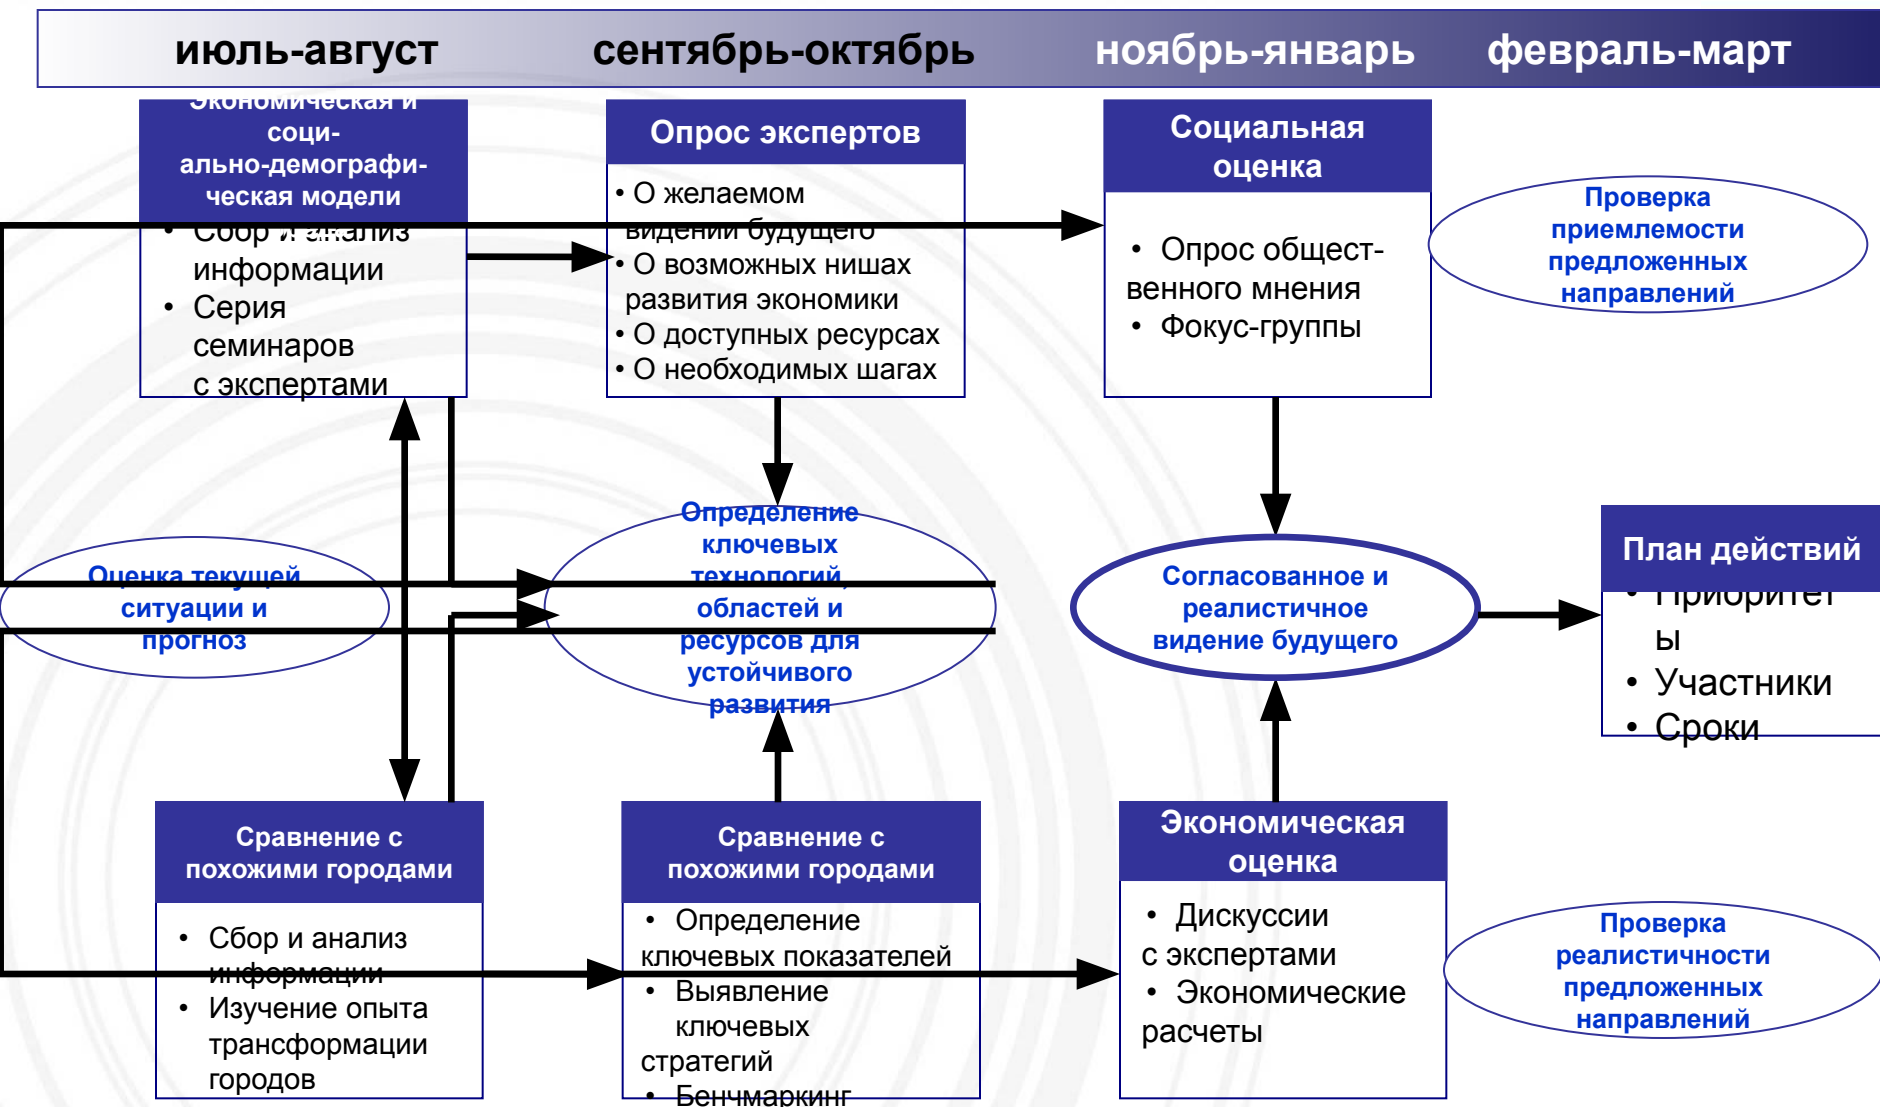 июль-август
сентябрь-октябрь
ноябрь-январь
февраль-март
Экономическая и
соци-
ально-демографи-
ческая модели
• Сбор и анализ
информации
• Серия
семинаров
с экспертами
Опрос экспертов
• О желаемом
видении будущего
• О возможных нишах
развития экономики
• О доступных ресурсах
• О необходимых шагах
Социальная
оценка
• Опрос общест-
венного мнения
• Фокус-группы
Проверка
приемлемости
предложенных
направлений
Оценка текущей
ситуации и
прогноз
Определение
ключевых
технологий,
областей и
ресурсов для
устойчивого
развития
Согласованное и
реалистичное
видение будущего
План действий
• Приоритет
ы
• Участники
• Сроки
Сравнение с
похожими городами
• Сбор и анализ
информации
• Изучение опыта
трансформации
городов
Сравнение с
похожими городами
• Определение
ключевых показателей
• Выявление
ключевых
стратегий
• Бенчмаркинг
Экономическая
оценка
• Дискуссии
с экспертами
• Экономические
расчеты
Проверка
реалистичности
предложенных
направлений